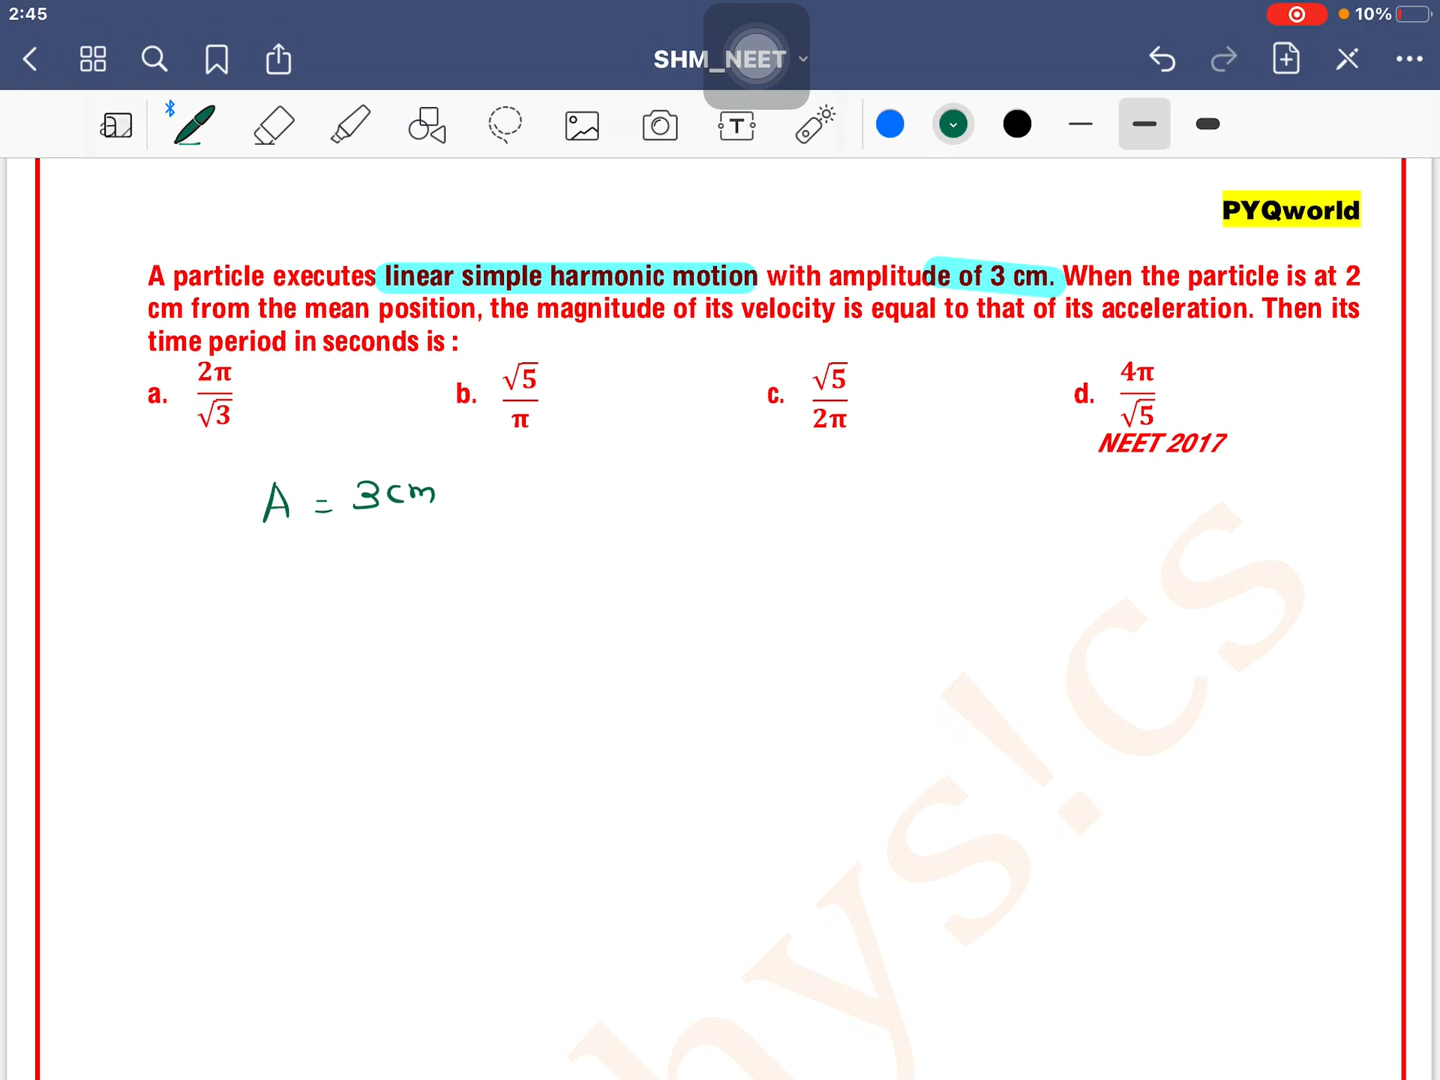 2:45
10%
SHM_NEET
T
PYQworld
A particle executes linear simple harmonic motion with amplitude of 3 cm. When the particle is at 2
cm from the mean position, the magnitude of its velocity is equal to that of its acceleration. Then its
time period in seconds is :
a. 2π/√3 b. √5/π c. √5/2π d. 4π/√5
NEET 2017
A = 3cm
hys!cs